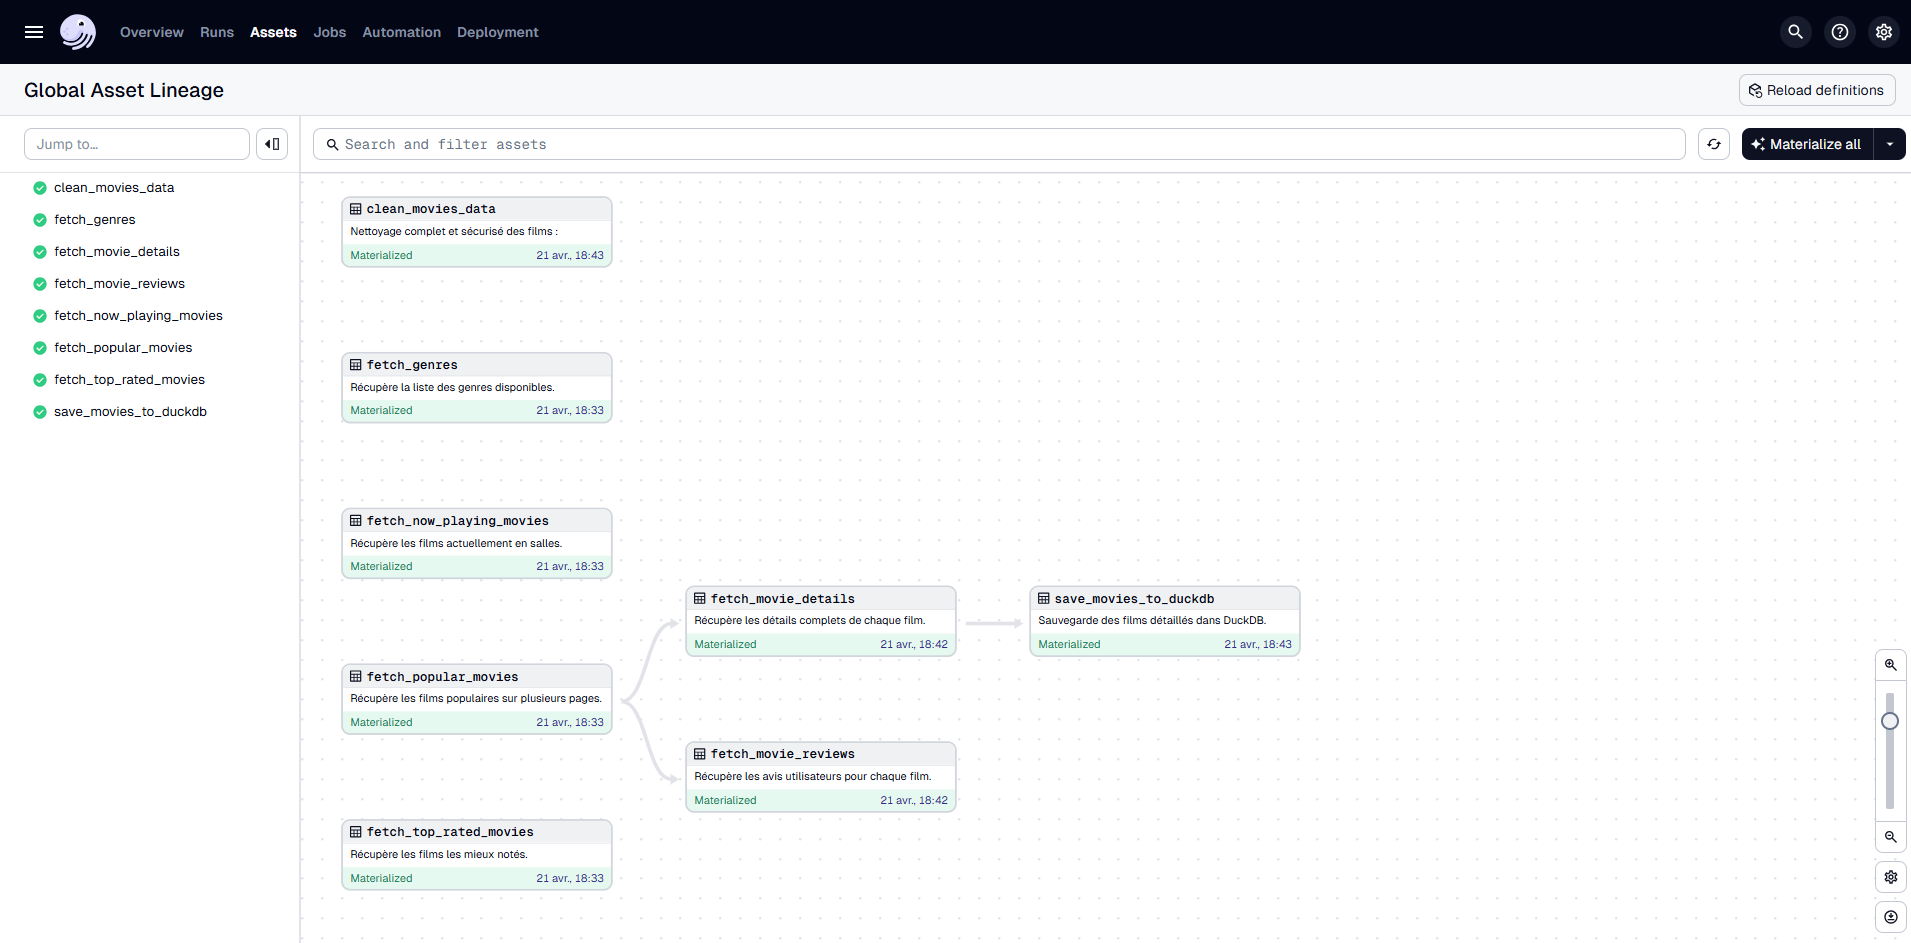 Overview Runs Assets Jobs Automation Deployment
Global Asset Lineage
Reload definitions
Jump to…
Search and filter assets
Materialize all
clean_movies_data
fetch_genres
fetch_movie_details
fetch_movie_reviews
fetch_now_playing_movies
fetch_popular_movies
fetch_top_rated_movies
save_movies_to_duckdb
clean_movies_data
Nettoyage complet et sécurisé des films :
Materialized 21 avr., 18:43
fetch_genres
Récupère la liste des genres disponibles.
Materialized 21 avr., 18:33
fetch_now_playing_movies
Récupère les films actuellement en salles.
Materialized 21 avr., 18:33
fetch_movie_details
Récupère les détails complets de chaque film.
Materialized 21 avr., 18:42
save_movies_to_duckdb
Sauvegarde des films détaillés dans DuckDB.
Materialized 21 avr., 18:43
fetch_popular_movies
Récupère les films populaires sur plusieurs pages.
Materialized 21 avr., 18:33
fetch_movie_reviews
Récupère les avis utilisateurs pour chaque film.
Materialized 21 avr., 18:42
fetch_top_rated_movies
Récupère les films les mieux notés.
Materialized 21 avr., 18:33